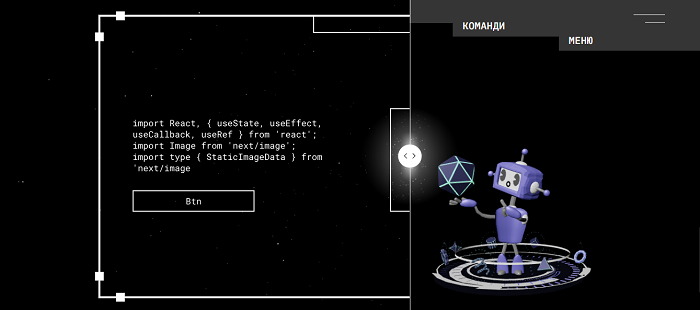 КОМАНДИ
МЕНЮ
import React, { useState, useEffect,
useCallback, useRef } from 'react';
import Image from 'next/image';
import type { StaticImageData } from
'next/image
Btn